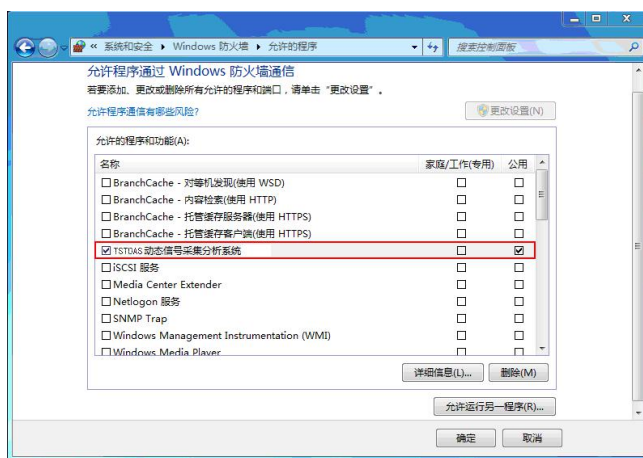 « 系统和安全 ▸ Windows 防火墙 ▸ 允许的程序 搜索控制面板
允许程序通过 Windows 防火墙通信
若要添加、更改或删除所有允许的程序和端口，请单击“更改设置”。
允许程序通信有哪些风险?
更改设置(N)
允许的程序和功能(A):
名称 家庭/工作(专用) 公用
BranchCache - 对等机发现(使用 WSD)
BranchCache - 内容检索(使用 HTTP)
BranchCache - 托管缓存服务器(使用 HTTPS)
BranchCache - 托管缓存客户端(使用 HTTPS)
TSTDAS 动态信号采集分析系统
iSCSI 服务
Media Center Extender
Netlogon 服务
SNMP Trap
Windows Management Instrumentation (WMI)
Windows Media Player
详细信息(L)... 删除(M)
允许运行另一程序(R)...
确定 取消